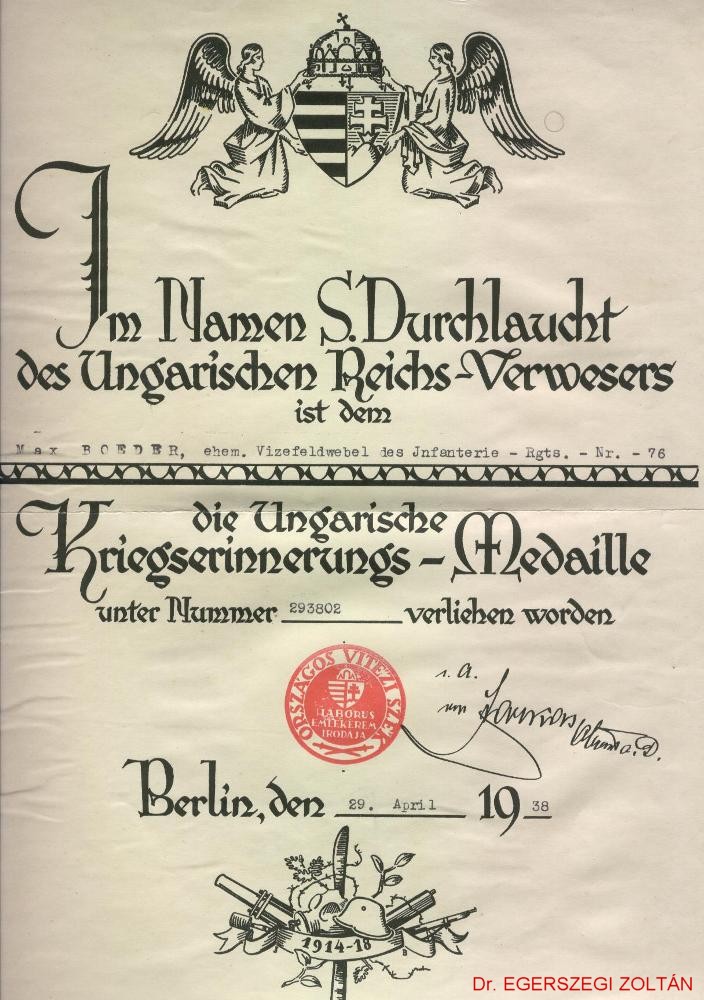 Im Namen S. Durchlaucht
des Ungarischen Reichs-Verwesers
ist dem
Max BOEDER, ehem. Vizefeldwebel des Jnfanterie - Rgts. - Nr. - 76
die Ungarische
Kriegserinnerungs - Medaille
unter Nummer 293802 verliehen worden
ORSZÁGOS VITÉZI SZÉK
HÁBORUS
EMLÉKÉREM
IRODÁJA
i. A.
von
a. D.
Berlin, den 29. April 1938
1914-18
Dr. EGERSZEGI ZOLTÁN